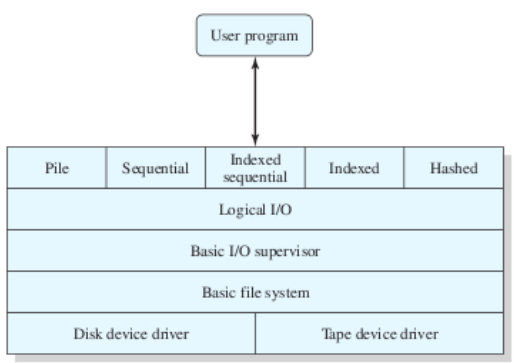 User program
Pile
Sequential
Indexed
sequential
Indexed
Hashed
Logical I/O
Basic I/O supervisor
Basic file system
Disk device driver
Tape device driver